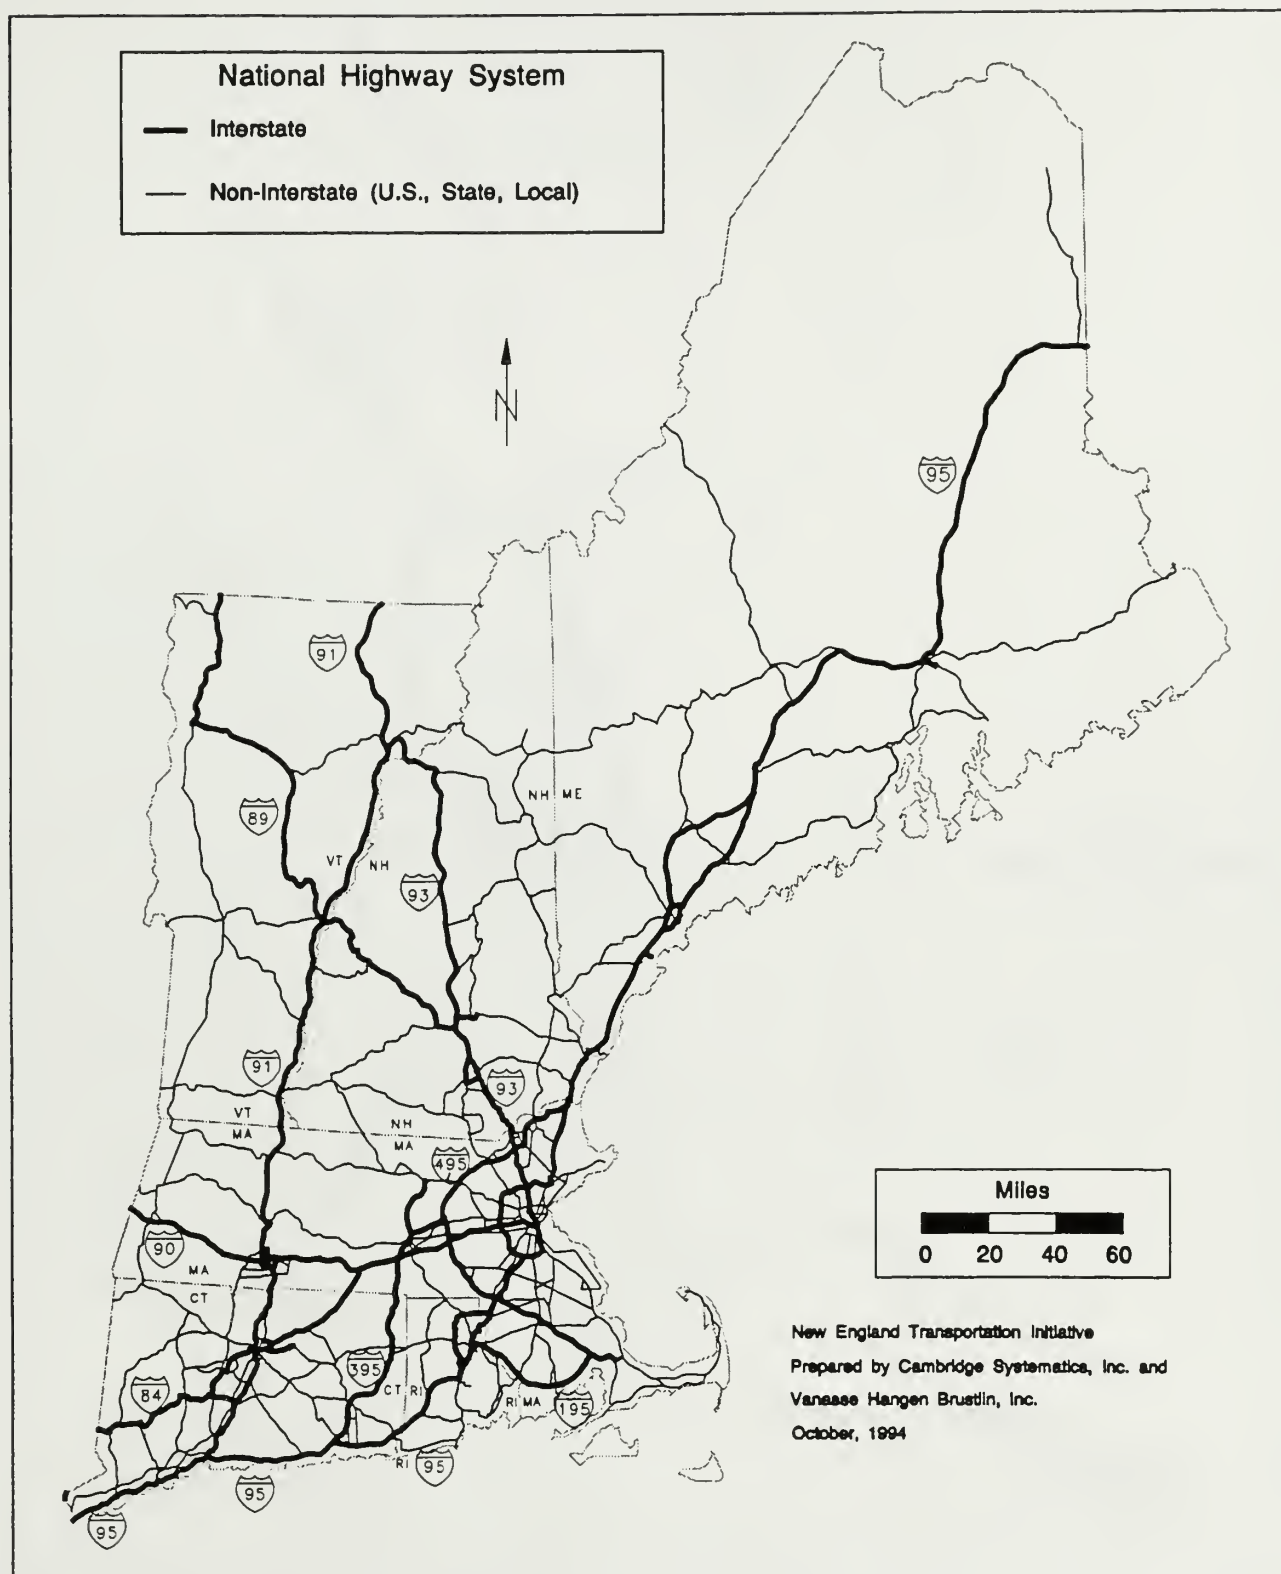 National Highway System
Interstate
Non-Interstate (U.S., State, Local)
N
95
91
89
NH ME
VT NH
93
91
93
VT
MA
NH
MA
495
90
MA
CT
Miles
0 20 40 60
New England Transportation Initiative
Prepared by Cambridge Systematics, Inc. and
Vanasse Hangen Brustlin, Inc.
October, 1994
395
84
CT RI
RI MA
195
RI
95
95
95